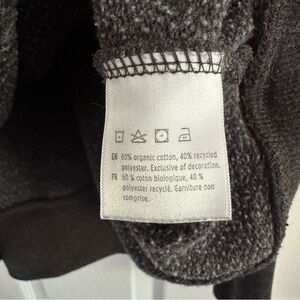 EN 60% organic cotton, 40% recycled
polyester. Exclusive of decoration.
FR 60 % coton biologique, 40 %
polyester recyclé. Garniture non
comprise.